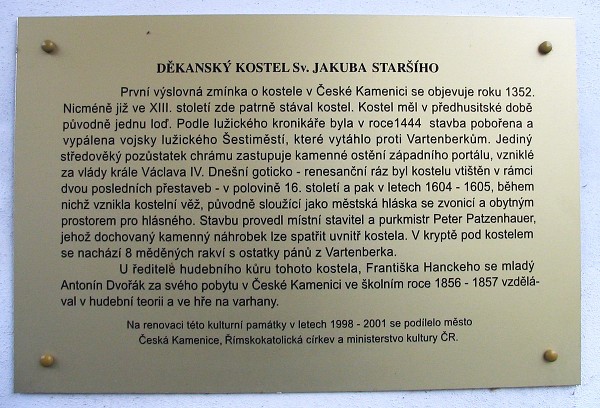 DĚKANSKÝ KOSTEL Sv. JAKUBA STARŠÍHO
První výslovná zmínka o kostele v České Kamenici se objevuje roku 1352.
Nicméně již ve XIII. století zde patrně stával kostel. Kostel měl v předhusitské době
původně jednu loď. Podle lužického kronikáře byla v roce1444 stavba pobořena a
vypálena vojsky lužického Šestiměstí, které vytáhlo proti Vartenberkům. Jediný
středověký pozůstatek chrámu zastupuje kamenné ostění západního portálu, vzniklé
za vlády krále Václava IV. Dnešní goticko - renesanční ráz byl kostelu vtištěn v rámci
dvou posledních přestaveb - v polovině 16. století a pak v letech 1604 - 1605, během
nichž vznikla kostelní věž, původně sloužící jako městská hláska se zvonicí a obytným
prostorem pro hlásného. Stavbu provedl místní stavitel a purkmistr Peter Patzenhauer,
jehož dochovaný kamenný náhrobek lze spatřit uvnitř kostela. V kryptě pod kostelem
se nachází 8 měděných rakví s ostatky pánů z Vartenberka.
U ředitelě hudebního kůru tohoto kostela, Františka Hanckeho se mladý
Antonín Dvořák za svého pobytu v České Kamenici ve školním roce 1856 - 1857 vzdělá-
val v hudební teorii a ve hře na varhany.
Na renovaci této kulturní památky v letech 1998 - 2001 se podílelo město
Česká Kamenice, Římskokatolická církev a ministerstvo kultury ČR.